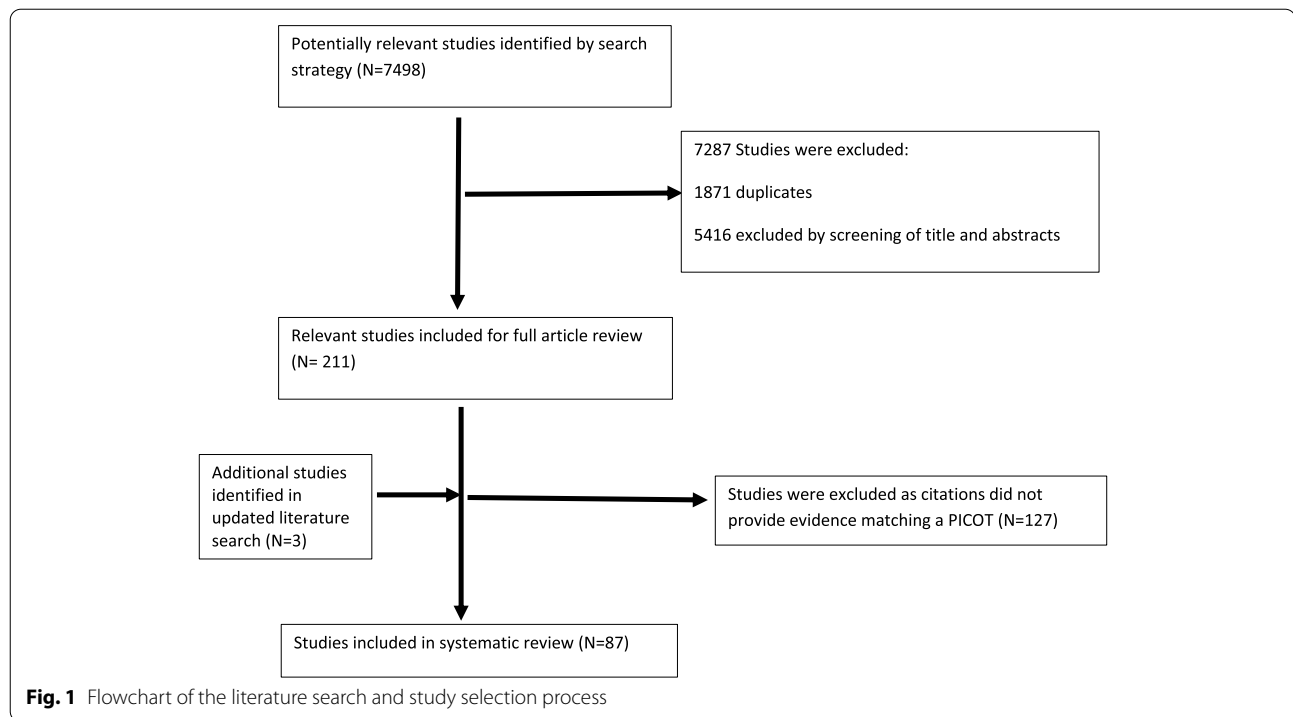 Potentially relevant studies identified by search
strategy (N=7498)
7287 Studies were excluded:
1871 duplicates
5416 excluded by screening of title and abstracts
Relevant studies included for full article review
(N= 211)
Additional studies
identified in
updated literature
search (N=3)
Studies were excluded as citations did not
provide evidence matching a PICOT (N=127)
Studies included in systematic review (N=87)
Fig. 1 Flowchart of the literature search and study selection process